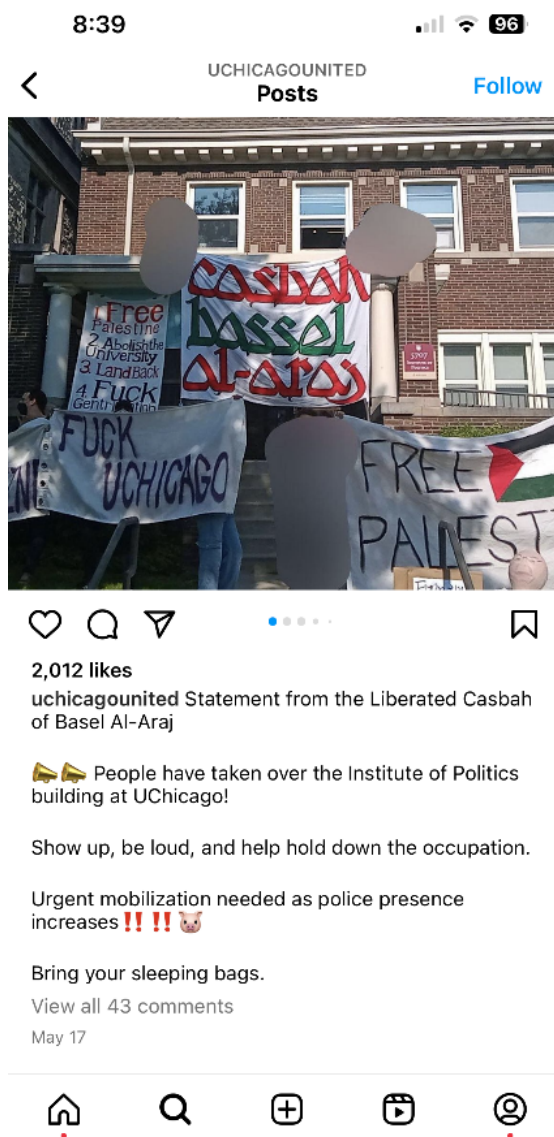 8:39
96
UCHICAGOUNITED
Posts
Follow
1. Free
Palestine
2. Abolish the
University
3. Land Back
4. Fuck
casbah
bassel
al-araj
5707
FUCK
UCHICAGO
FREE
2,012 likes
uchicagounited Statement from the Liberated Casbah
of Basel Al-Araj
📣📣 People have taken over the Institute of Politics
building at UChicago!
Show up, be loud, and help hold down the occupation.
Urgent mobilization needed as police presence
increases‼️ ‼️ 🐷
Bring your sleeping bags.
View all 43 comments
May 17